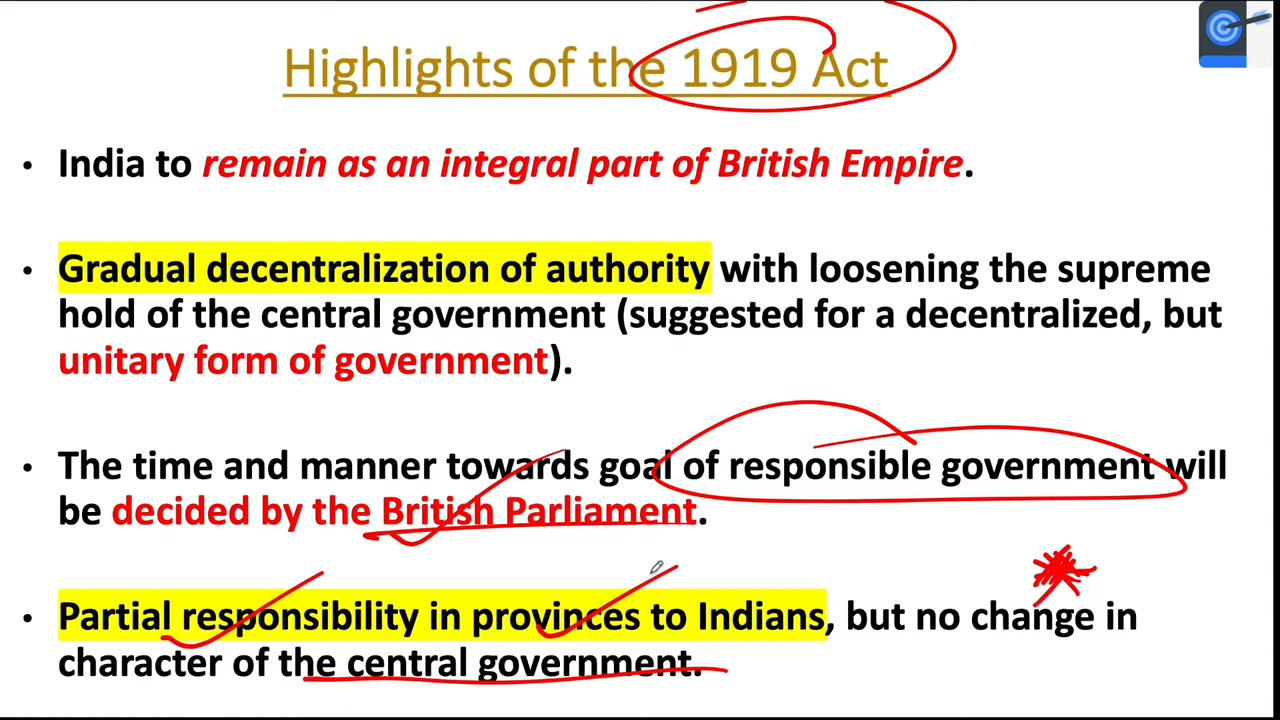 Highlights of the 1919 Act
• India to remain as an integral part of British Empire.
• Gradual decentralization of authority with loosening the supreme
hold of the central government (suggested for a decentralized, but
unitary form of government).
• The time and manner towards goal of responsible government will
be decided by the British Parliament.
• Partial responsibility in provinces to Indians, but no change in
character of the central government.